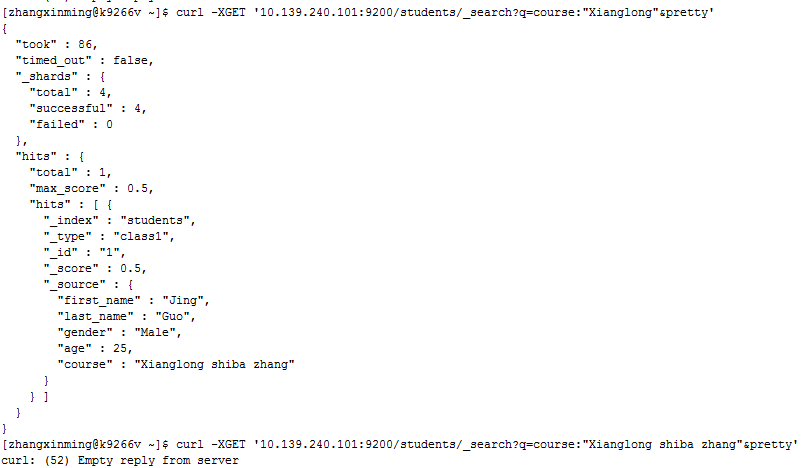 [zhangxinming@k9266v ~]$ curl -XGET '10.139.240.101:9200/students/_search?q=course:"Xianglong"&pretty'
{
  "took" : 86,
  "timed_out" : false,
  "_shards" : {
    "total" : 4,
    "successful" : 4,
    "failed" : 0
  },
  "hits" : {
    "total" : 1,
    "max_score" : 0.5,
    "hits" : [ {
      "_index" : "students",
      "_type" : "class1",
      "_id" : "1",
      "_score" : 0.5,
      "_source" : {
        "first_name" : "Jing",
        "last_name" : "Guo",
        "gender" : "Male",
        "age" : 25,
        "course" : "Xianglong shiba zhang"
      }
    } ]
  }
}
[zhangxinming@k9266v ~]$ curl -XGET '10.139.240.101:9200/students/_search?q=course:"Xianglong shiba zhang"&pretty'
curl: (52) Empty reply from server